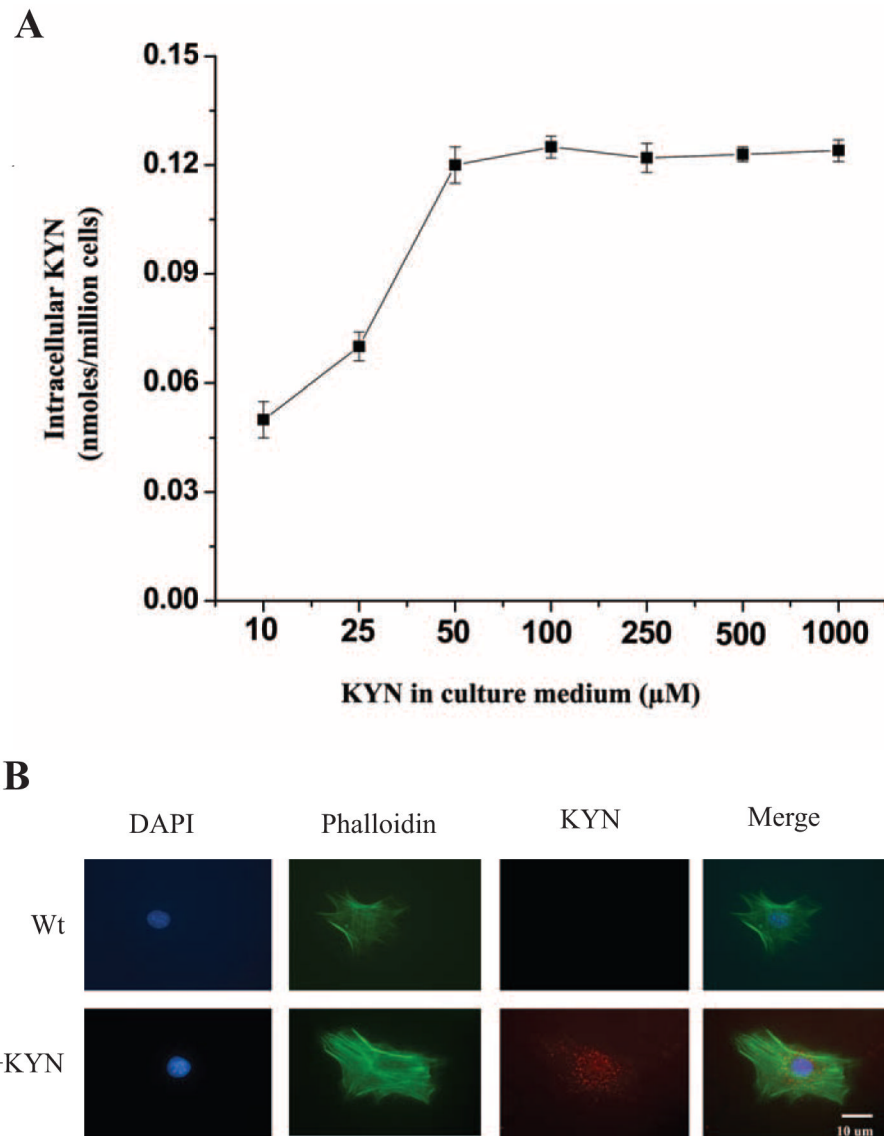 A
0.15
0.12
0.09
0.06
0.03
0.00
Intracellular KYN
(nmoles/million cells)
10 25 50 100 250 500 1000
KYN in culture medium (µM)
B
DAPI Phalloidin KYN Merge
Wt
+KYN
10 um